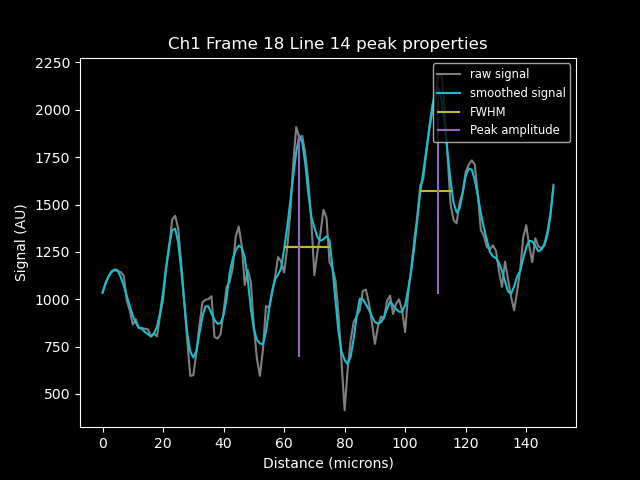 Ch1 Frame 18 Line 14 peak properties
raw signal
smoothed signal
FWHM
Peak amplitude
2250
2000
1750
1500
1250
1000
750
500
Signal (AU)
0 20 40 60 80 100 120 140
Distance (microns)